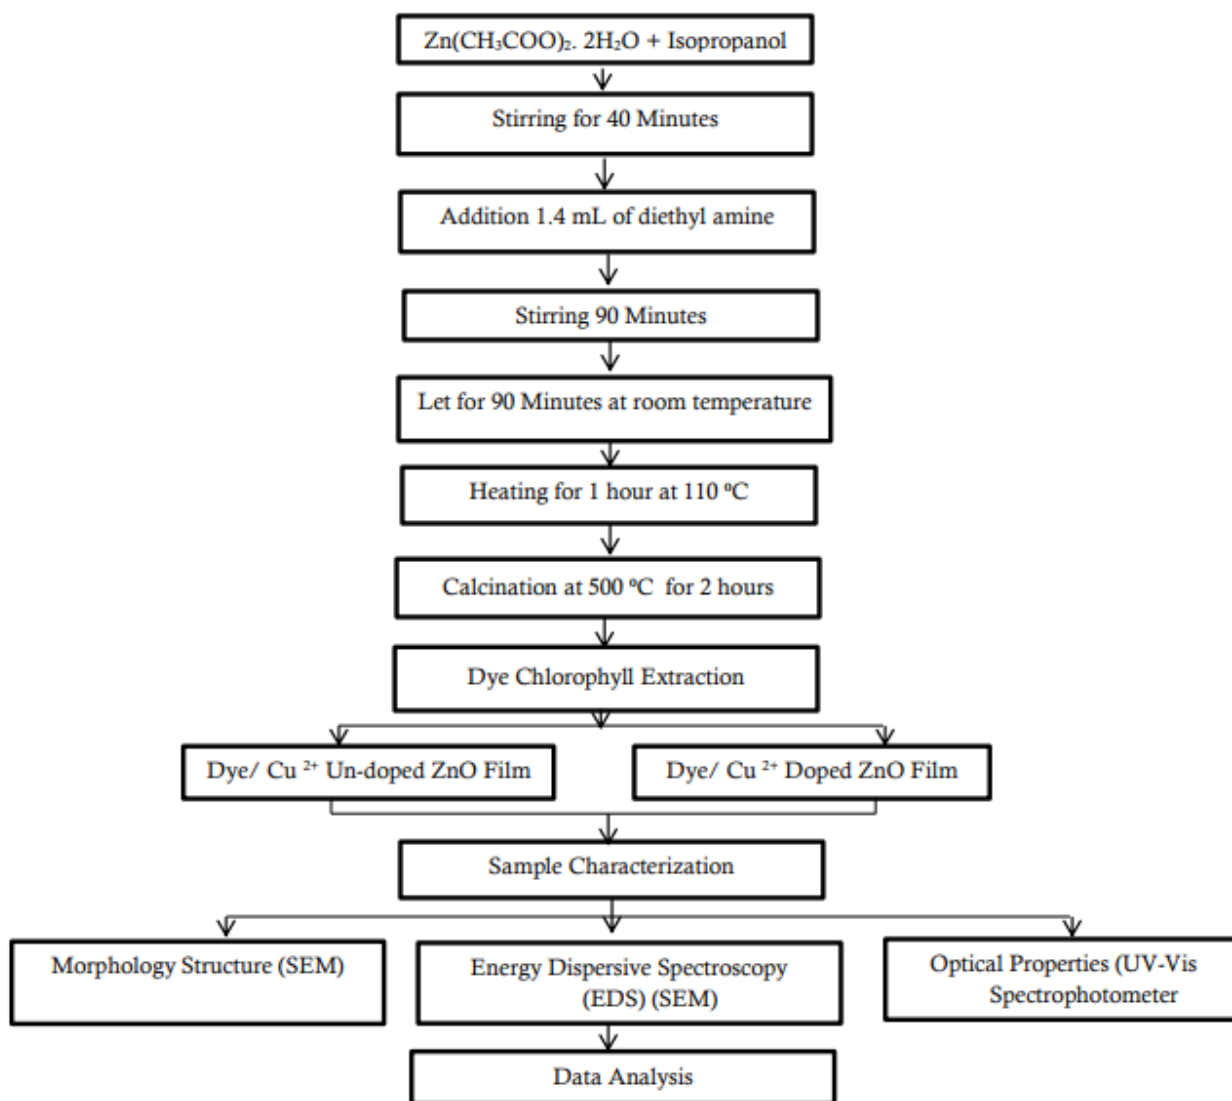 Zn(CH₃COO)₂. 2H₂O + Isopropanol
Stirring for 40 Minutes
Addition 1.4 mL of diethyl amine
Stirring 90 Minutes
Let for 90 Minutes at room temperature
Heating for 1 hour at 110 ⁰C
Calcination at 500 ⁰C for 2 hours
Dye Chlorophyll Extraction
Dye/ Cu ²⁺ Un-doped ZnO Film
Dye/ Cu ²⁺ Doped ZnO Film
Sample Characterization
Morphology Structure (SEM)
Energy Dispersive Spectroscopy
(EDS) (SEM)
Optical Properties (UV-Vis
Spectrophotometer
Data Analysis